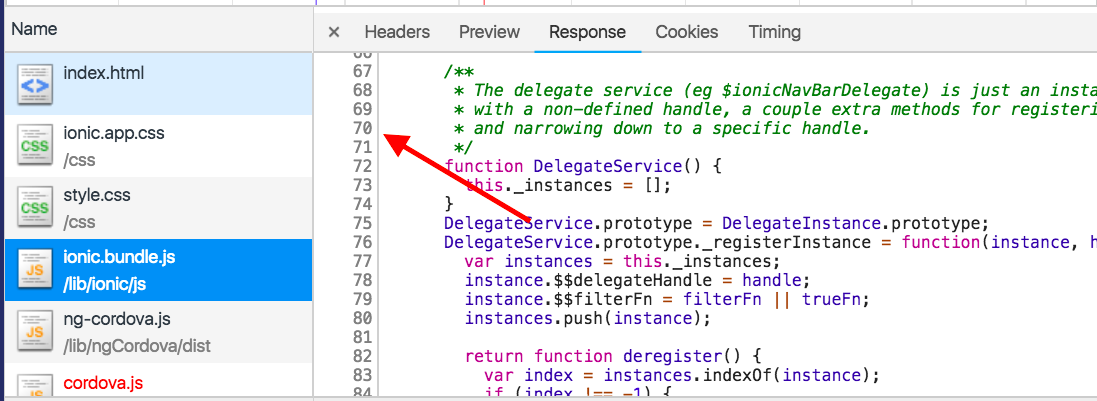 Name
index.html
ionic.app.css
/css
style.css
/css
ionic.bundle.js
/lib/ionic/js
ng-cordova.js
/lib/ngCordova/dist
cordova.js
× Headers Preview Response Cookies Timing
66
67 /**
68 * The delegate service (eg $ionicNavBarDelegate) is just an insta
69 * with a non-defined handle, a couple extra methods for registeri
70 * and narrowing down to a specific handle.
71 */
72 function DelegateService() {
73 this._instances = [];
74 }
75 DelegateService.prototype = DelegateInstance.prototype;
76 DelegateService.prototype._registerInstance = function(instance, h
77 var instances = this._instances;
78 instance.$$delegateHandle = handle;
79 instance.$$filterFn = filterFn || trueFn;
80 instances.push(instance);
81
82 return function deregister() {
83 var index = instances.indexOf(instance);
84 if (index !== -1) {